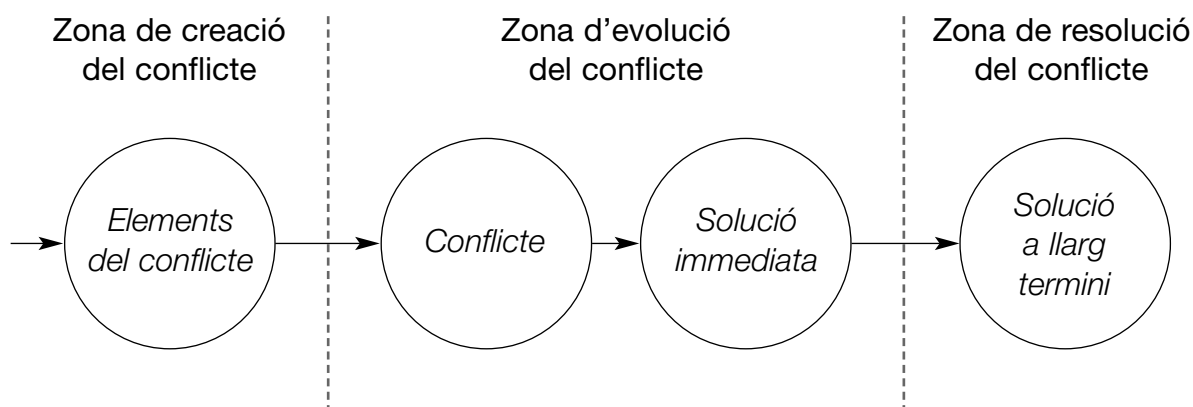 Zona de creació
del conflicte
Zona d’evolució
del conflicte
Zona de resolució
del conflicte
Elements
del conflicte
Conflicte
Solució
immediata
Solució
a llarg
termini